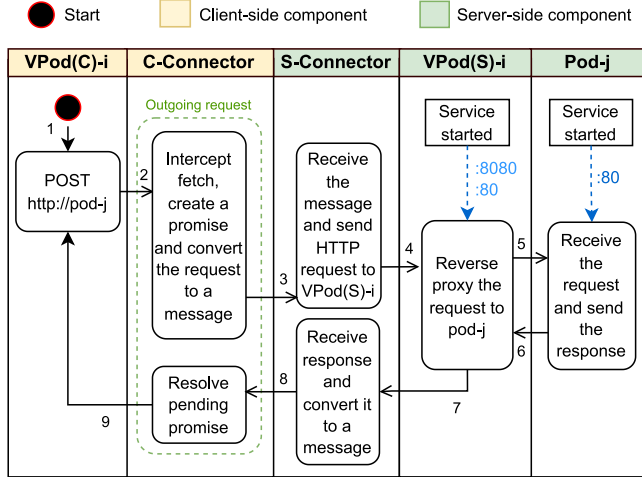 Start
Client-side component
Server-side component
VPod(C)-i
C-Connector
S-Connector
VPod(S)-i
Pod-j
1
POST
http://pod-j
2
Outgoing request
Intercept
fetch,
create a
promise
and convert
the request
to a
message
3
Receive
the
message
and send
HTTP
request to
VPod(S)-i
4
Service
started
:8080
:80
Reverse
proxy the
request to
pod-j
5
Service
started
:80
Receive
the
request
and send
the
response
6
7
Receive
response
and
convert it
to a
message
8
Resolve
pending
promise
9